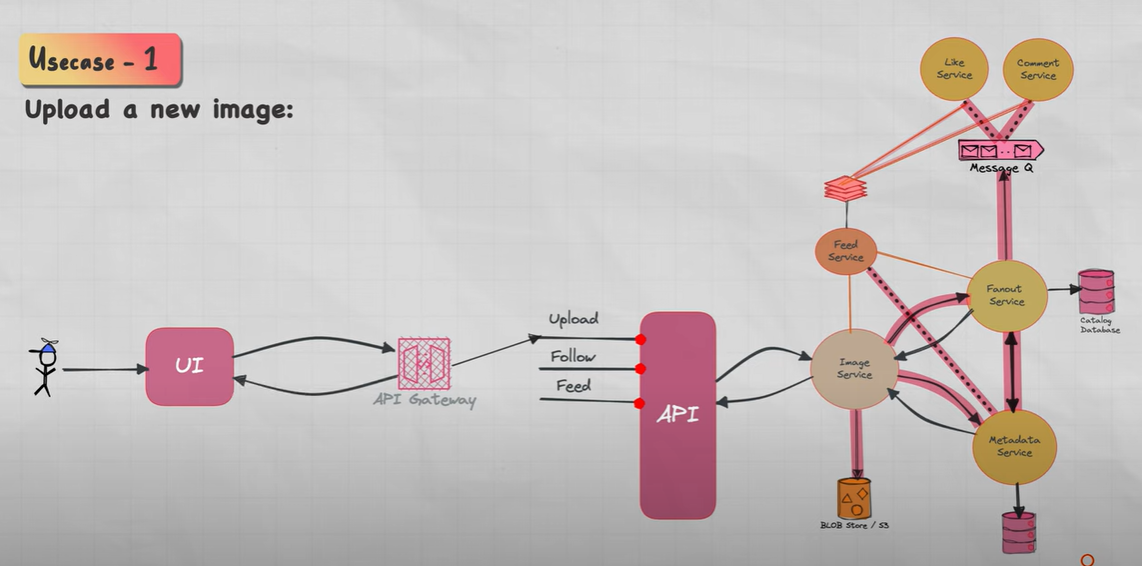 Usecase - 1
Upload a new image:
Like
Service
Comment
Service
Message Q
Feed
Service
Fanout
Service
Catalog
Database
Upload
Follow
Feed
UI
API Gateway
API
Image
Service
Metadata
Service
BLOB Store / S3